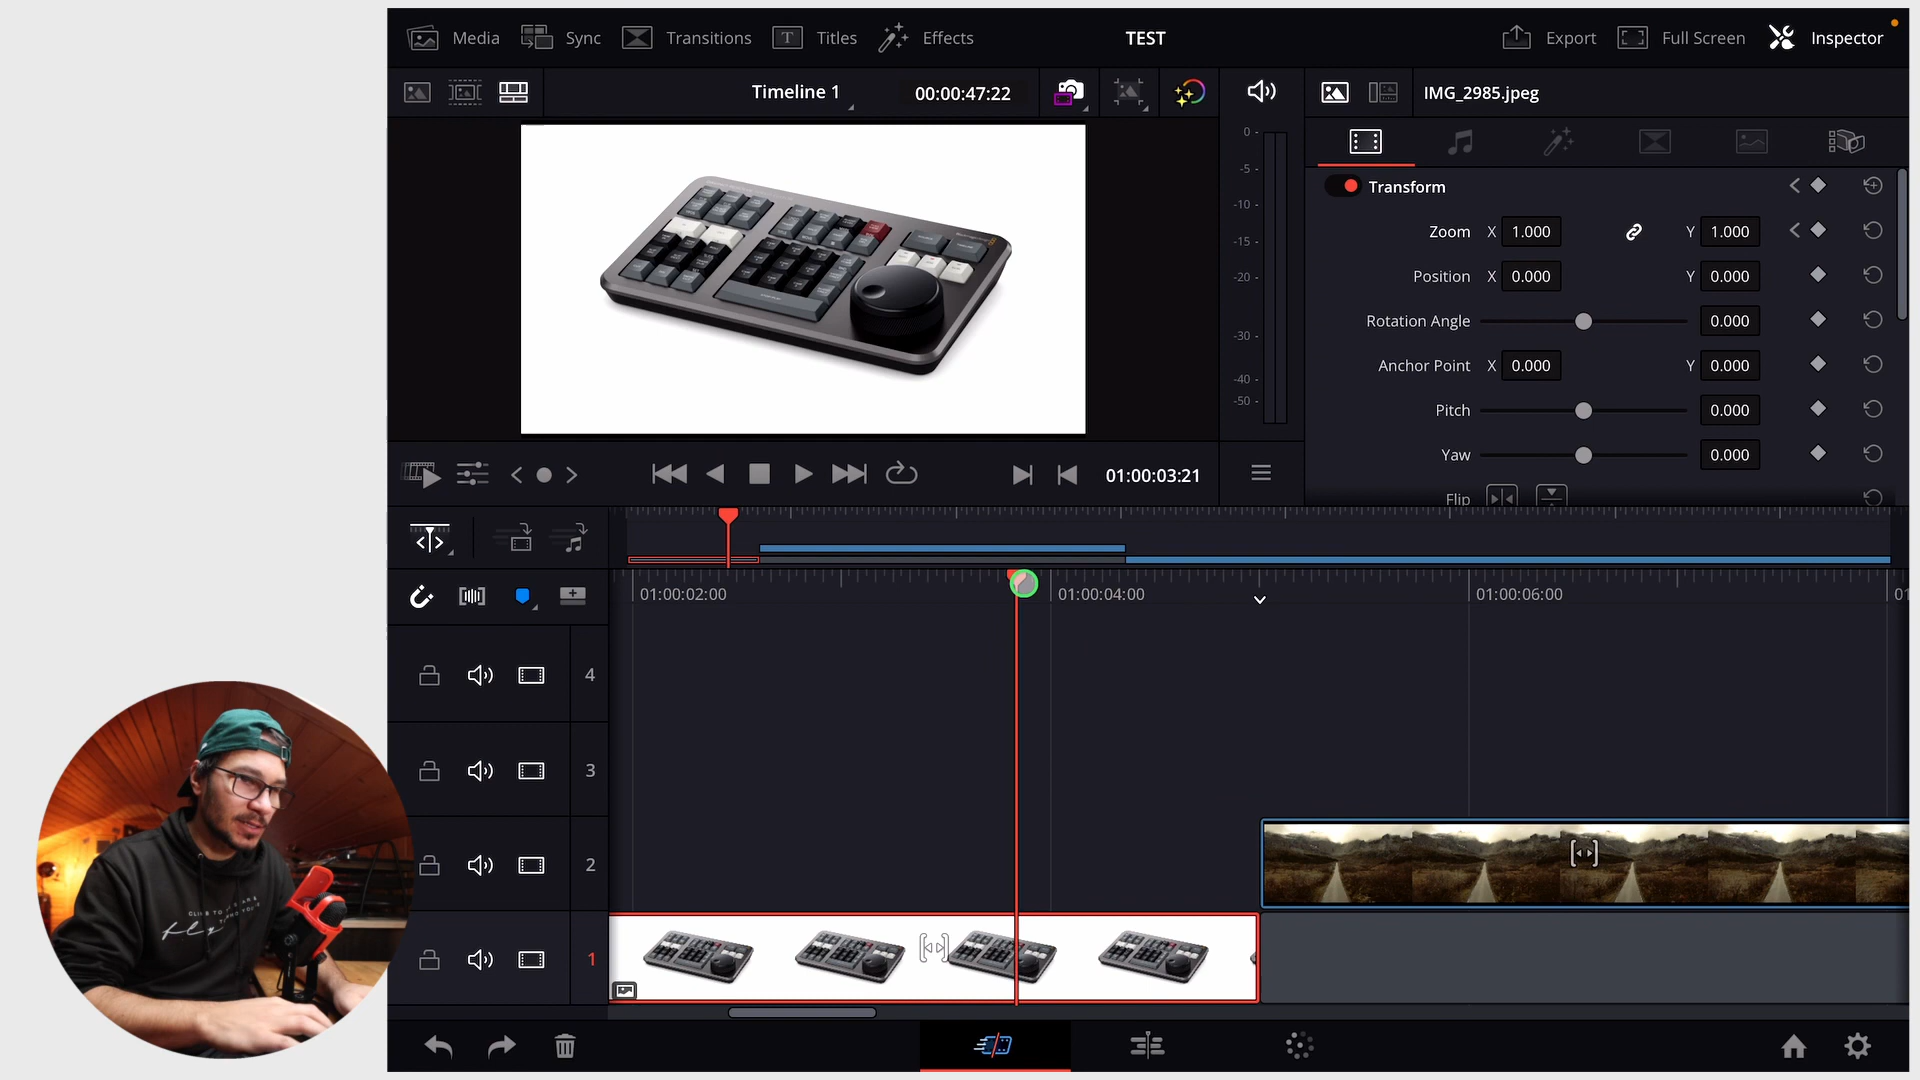 Media
Sync
Transitions
T
Titles
Effects
TEST
Export
Full Screen
Inspector
Timeline 1
00:00:47:22
IMG_2985.jpeg
0
-5
-10
-15
-20
-30
-40
-50
Transform
Zoom X 1.000 Y 1.000
Position X 0.000 Y 0.000
Rotation Angle 0.000
Anchor Point X 0.000 Y 0.000
Pitch 0.000
Yaw 0.000
Flip
01:00:03:21
01:00:02:00
01:00:04:00
01:00:06:00
4
3
2
1
fly